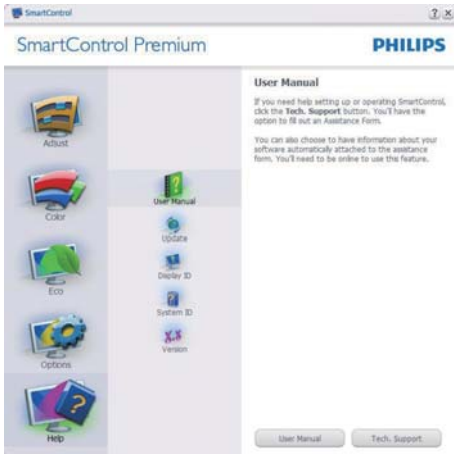 SmartControl
SmartControl Premium
PHILIPS
Adjust
Color
Eco
Options
Help
User Manual
Update
Display ID
System ID
Version
User Manual
If you need help setting up or operating SmartControl,
click the Tech. Support button. You'll have the
option to fill out an Assistance Form.
You can also choose to have information about your
software automatically attached to the assistance
form. You'll need to be online to use this feature.
User Manual
Tech. Support